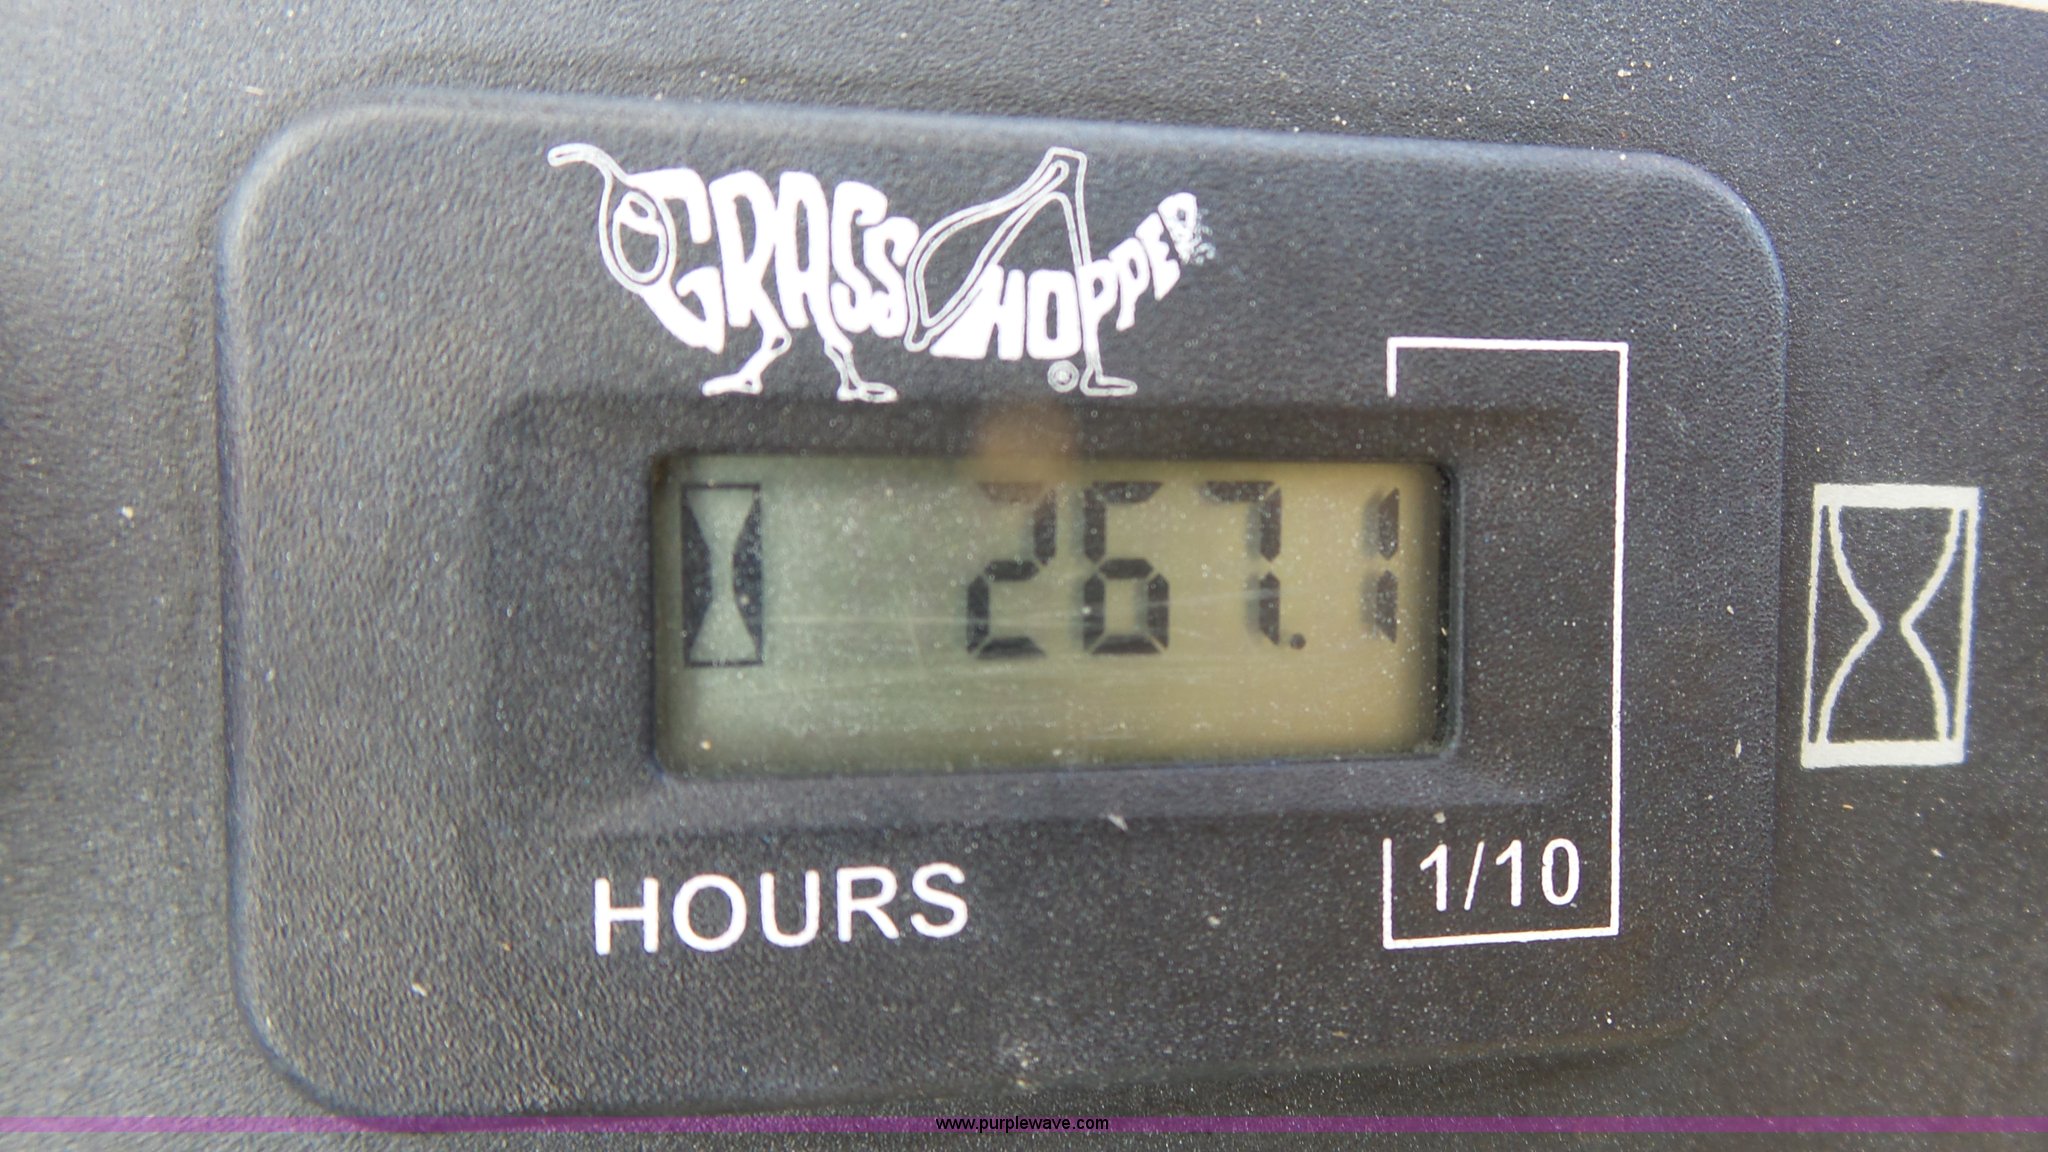 GRASSHOPPER
267.1
HOURS
1/10
www.purplewave.com